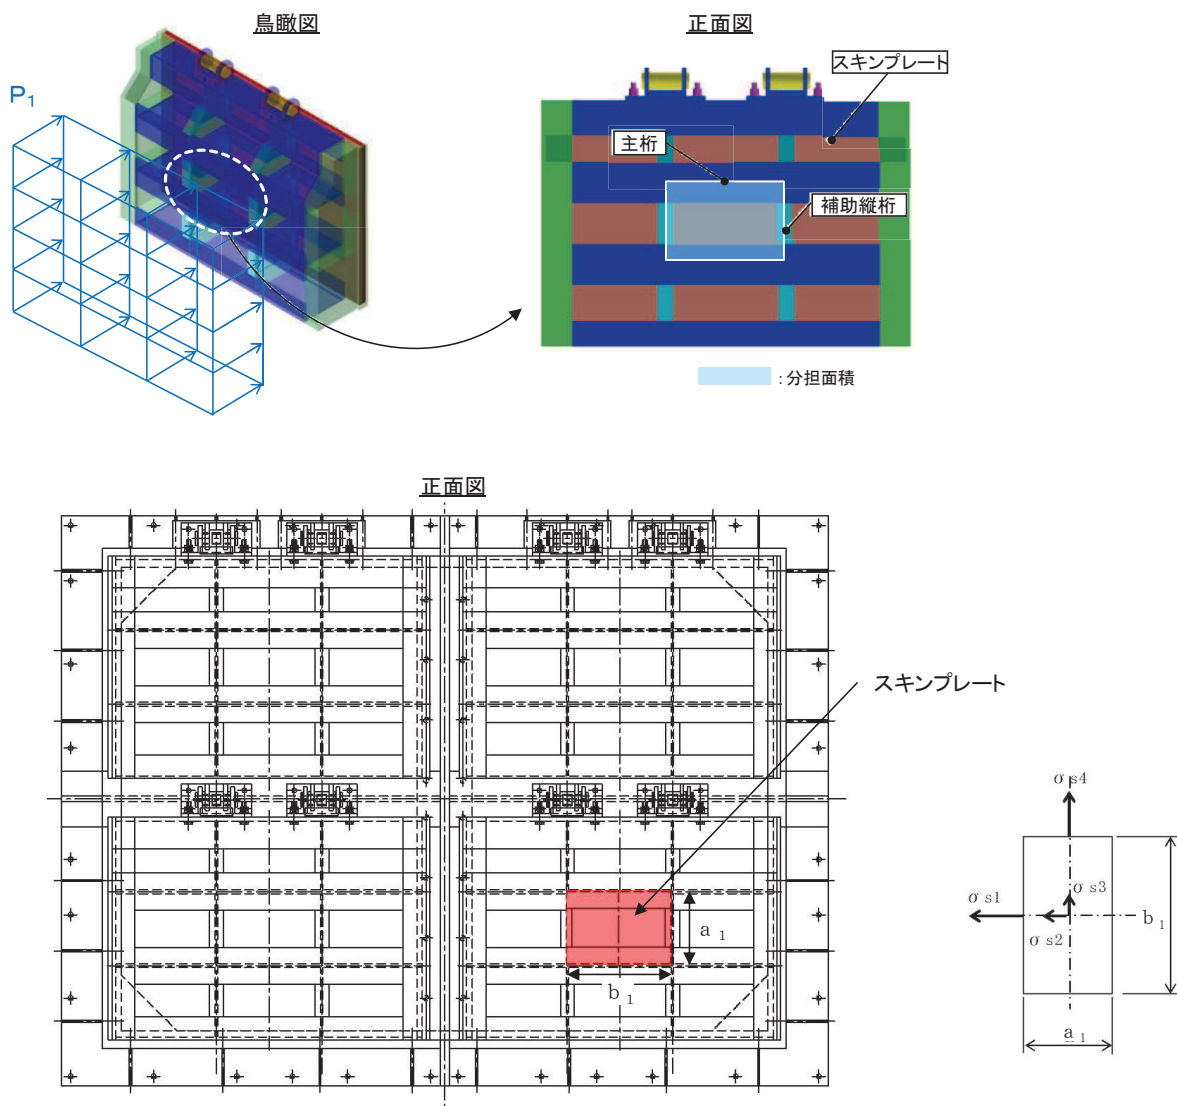 鳥瞰図
正面図
P1
スキンプレート
主桁
補助縦桁
:分担面積
正面図
スキンプレート
a 1
b 1
σ s4
σ s3
σ s1
σ s2
b 1
a 1